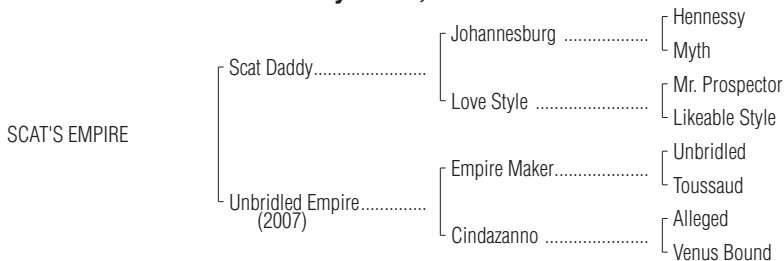 Hennessy
Johannesburg ...................
Myth
Scat Daddy.........................
Mr. Prospector
Love Style .........................
Likeable Style
SCAT'S EMPIRE
Unbridled
Empire Maker.....................
Toussaud
Unbridled Empire..............
(2007)
Alleged
Cindazanno .......................
Venus Bound